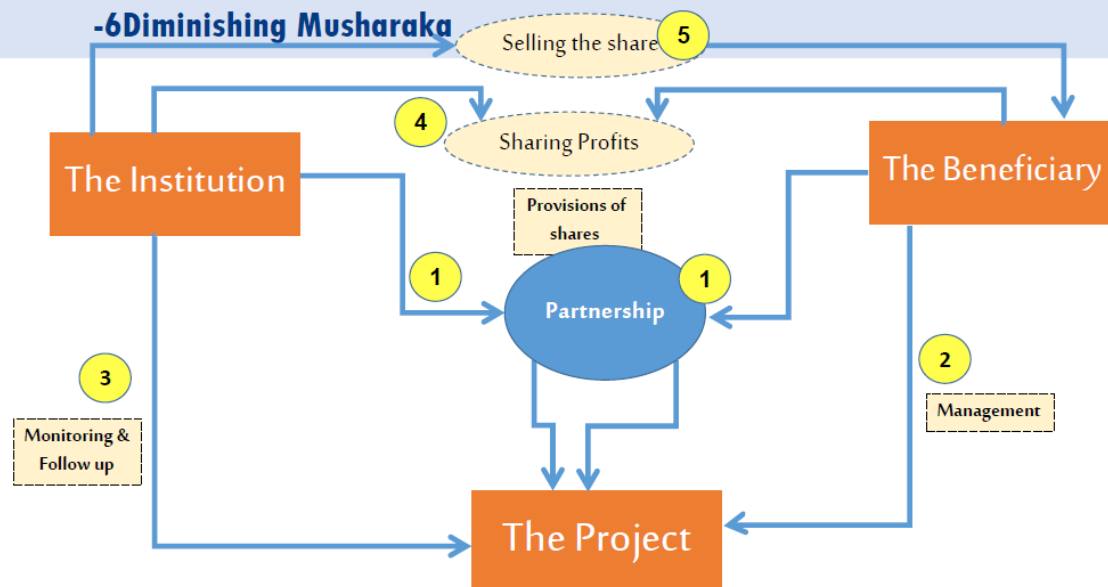 -6Diminishing Musharaka
Selling the share
5
4
Sharing Profits
The Institution
The Beneficiary
Provisions of
shares
1
Partnership
1
3
Monitoring &
Follow up
2
Management
The Project